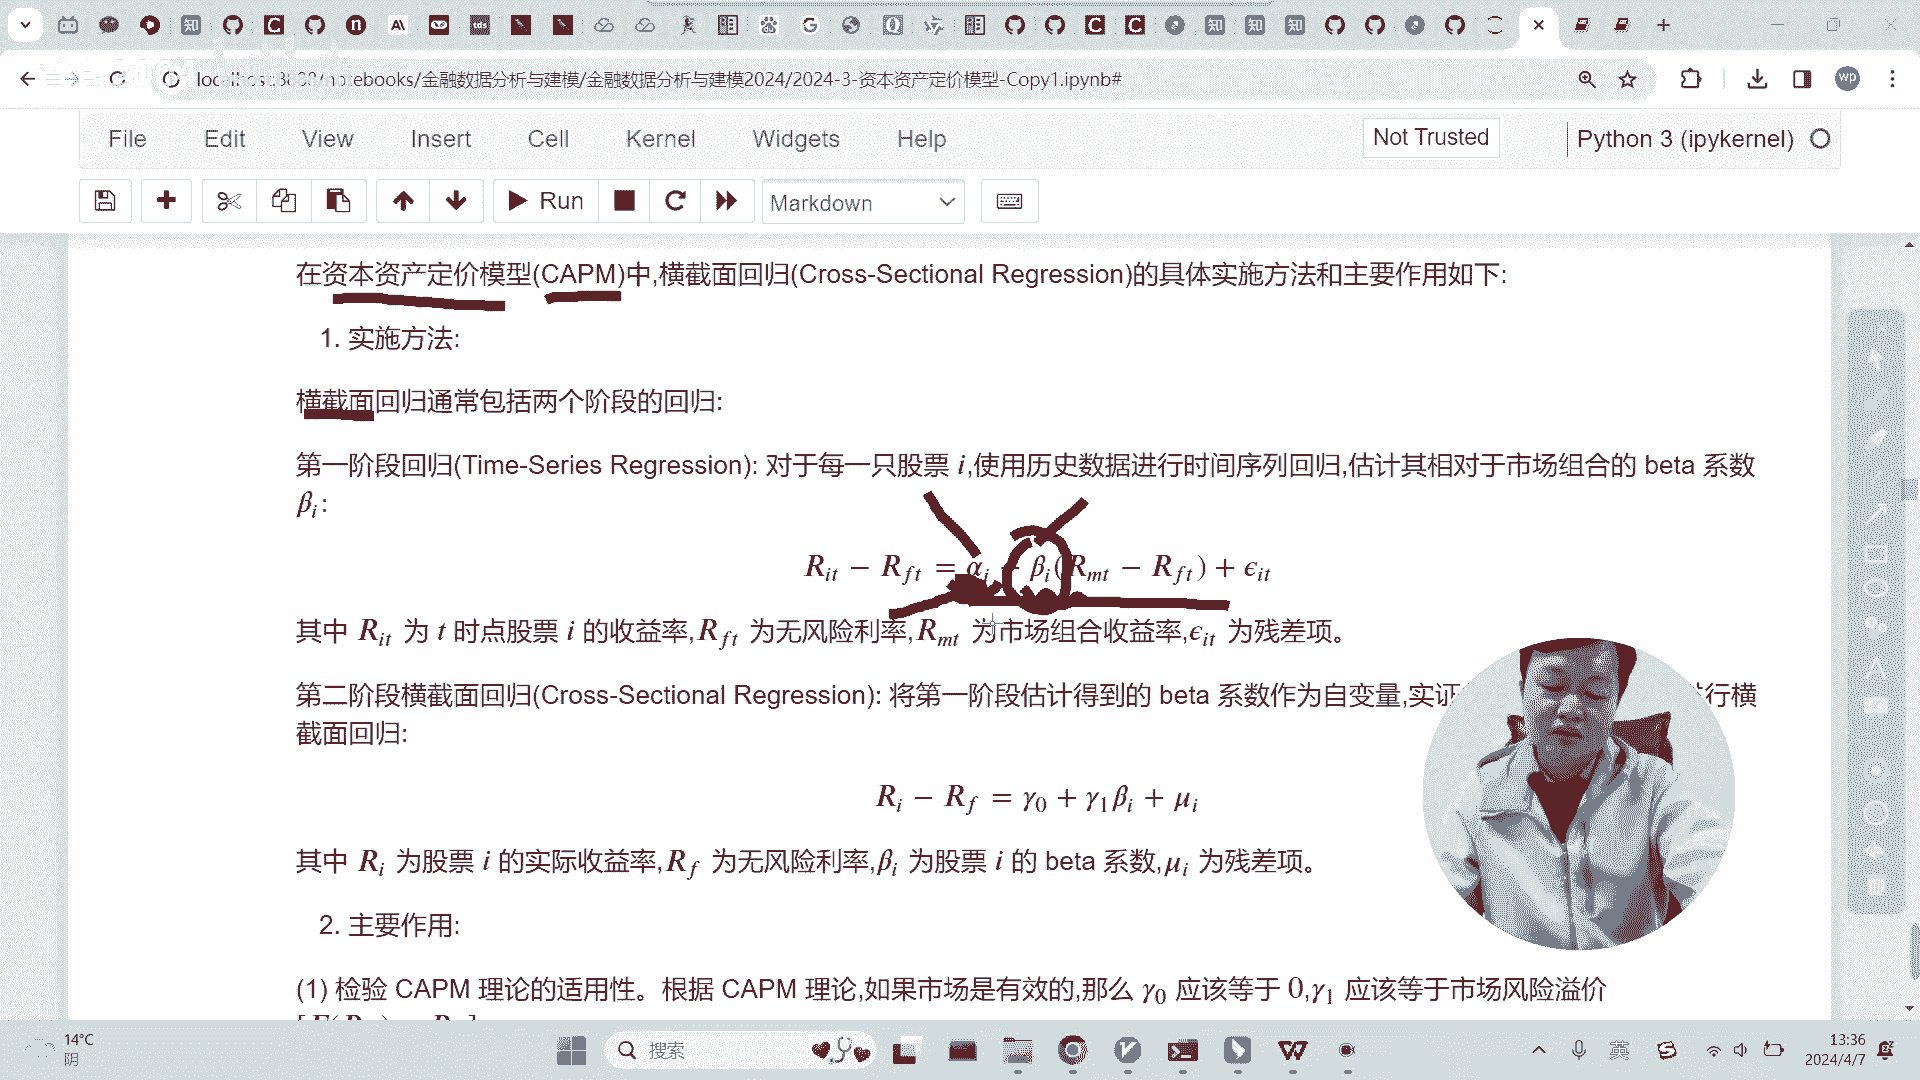 localhost:8888/notebooks/金融数据分析与建模/金融数据分析与建模2024/2024-3-资本资产定价模型-Copy1.ipynb#
wp
File Edit View Insert Cell Kernel Widgets Help Not Trusted Python 3 (ipykernel)
Run Markdown
在资本资产定价模型(CAPM)中,横截面回归(Cross-Sectional Regression)的具体实施方法和主要作用如下:
1. 实施方法:
横截面回归通常包括两个阶段的回归:
第一阶段回归(Time-Series Regression): 对于每一只股票 i,使用历史数据进行时间序列回归,估计其相对于市场组合的 beta 系数
β_i:
R_{it} − R_{ft} = α_i β_i(R_{mt} − R_{ft}) + ϵ_{it}
其中 R_{it} 为 t 时点股票 i 的收益率,R_{ft} 为无风险利率,R_{mt} 为市场组合收益率,ϵ_{it} 为残差项。
第二阶段横截面回归(Cross-Sectional Regression): 将第一阶段估计得到的 beta 系数作为自变量,实证 行横
截面回归:
R_i − R_f = γ_0 + γ_1β_i + μ_i
其中 R_i 为股票 i 的实际收益率,R_f 为无风险利率,β_i 为股票 i 的 beta 系数,μ_i 为残差项。
2. 主要作用:
(1) 检验 CAPM 理论的适用性。根据 CAPM 理论,如果市场是有效的,那么 γ_0 应该等于 0,γ_1 应该等于市场风险溢价
14°C
阴
搜索
英
13:36
2024/4/7